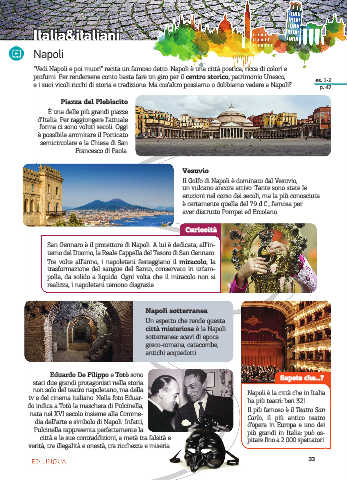 Italia&italiani
Napoli
"Vedi Napoli e poi muori" recita un famoso detto. Napoli è una città poetica, ricca di colori e
profumi. Per rendersene conto basta fare un giro per il centro storico, patrimonio Unesco,
e i suoi vicoli ricchi di storia e tradizione. Ma cos'altro possiamo o dobbiamo vedere a Napoli?
es. 1-2
p. 47
Piazza del Plebiscito
È una delle più grandi piazze
d'Italia. Per raggiungere l'attuale
forma ci sono voluti secoli. Oggi
è possibile ammirare il Porticato
semicircolare e la Chiesa di San
Francesco di Paola.
Vesuvio
Il Golfo di Napoli è dominato dal Vesuvio,
un vulcano ancora attivo. Tante sono state le
eruzioni nel corso dei secoli, ma la più conosciuta
è certamente quella del 79 d.C., famosa per
aver distrutto Pompei ed Ercolano.
Curiosità
San Gennaro è il protettore di Napoli. A lui è dedicata, all'in-
terno del Duomo, la Reale Cappella del Tesoro di San Gennaro.
Tre volte all'anno, i napoletani festeggiano il miracolo, la
trasformazione del sangue del Santo, conservato in un'am-
polla, da solido a liquido. Ogni volta che il miracolo non si
realizza, i napoletani temono disgrazie.
Napoli sotterranea
Un aspetto che rende questa
città misteriosa è la Napoli
sotterranea: scavi di epoca
greco-romana, catacombe,
antichi acquedotti.
Eduardo De Filippo e Totò sono
stati due grandi protagonisti nella storia
non solo del teatro napoletano, ma della
tv e del cinema italiano. Nella foto Eduar-
do indica a Totò la maschera di Pulcinella,
nata nel XVI secolo insieme alla Comme-
dia dell'arte e simbolo di Napoli. Infatti,
Pulcinella rappresenta perfettamente la
città e le sue contraddizioni, a metà tra falsità e
verità, tra illegalità e onestà, tra ricchezza e miseria.
Sapete che...?
Napoli è la città che in Italia
ha più teatri: ben 32!
Il più famoso è il Teatro San
Carlo, il più antico teatro
d'opera in Europa e uno dei
più grandi in Italia: può os-
pitare fino a 2.000 spettatori!
EDILINGUA
33